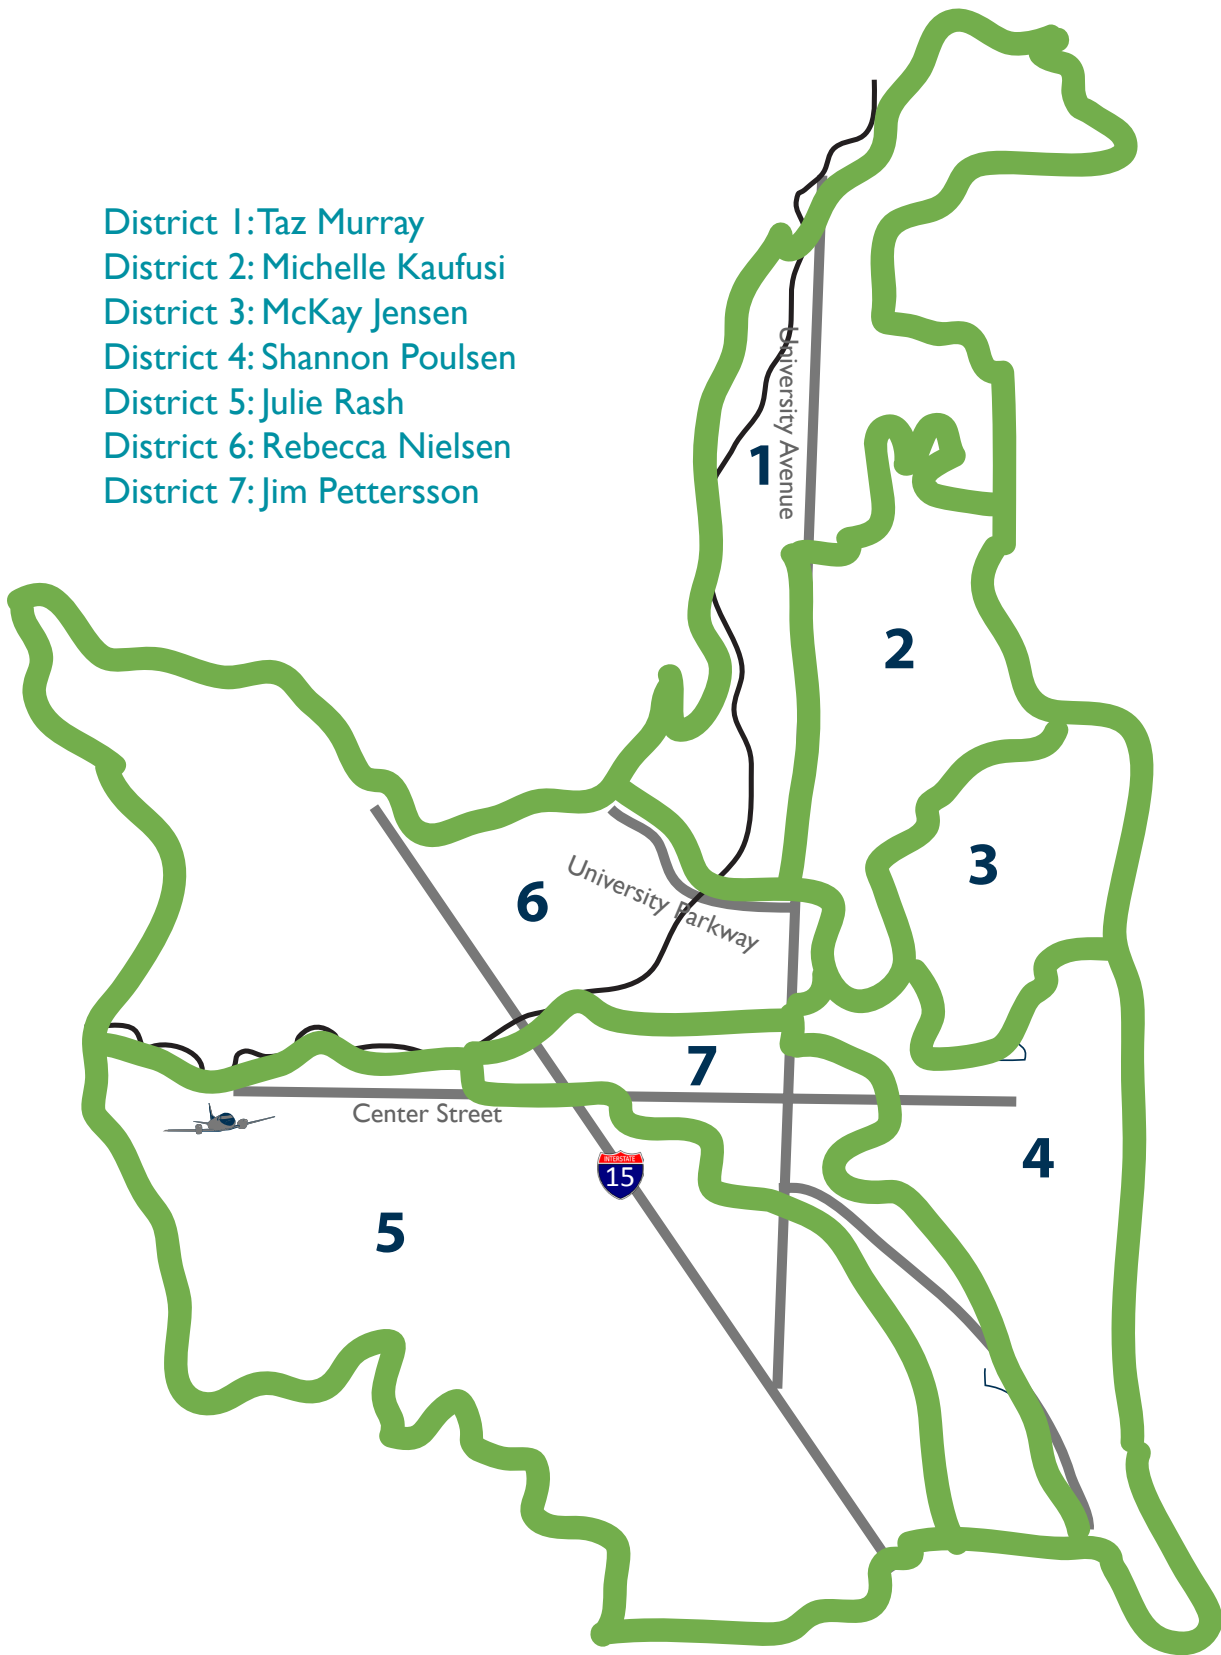 District 1: Taz Murray
District 2: Michelle Kaufusi
District 3: McKay Jensen
District 4: Shannon Poulsen
District 5: Julie Rash
District 6: Rebecca Nielsen
District 7: Jim Pettersson
University Avenue
1
2
3
6
University Parkway
7
Center Street
4
INTERSTATE
15
5